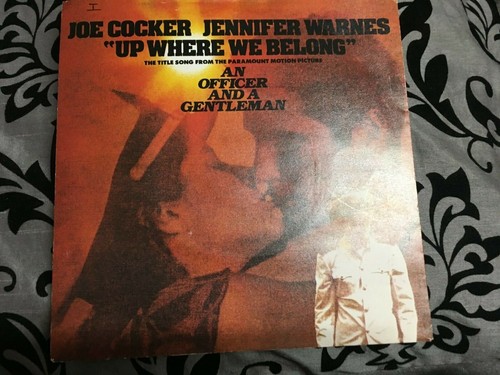 JOE COCKER JENNIFER WARNES
"UP WHERE WE BELONG"
THE TITLE SONG FROM THE PARAMOUNT MOTION PICTURE
AN
OFFICER
AND A
GENTLEMAN